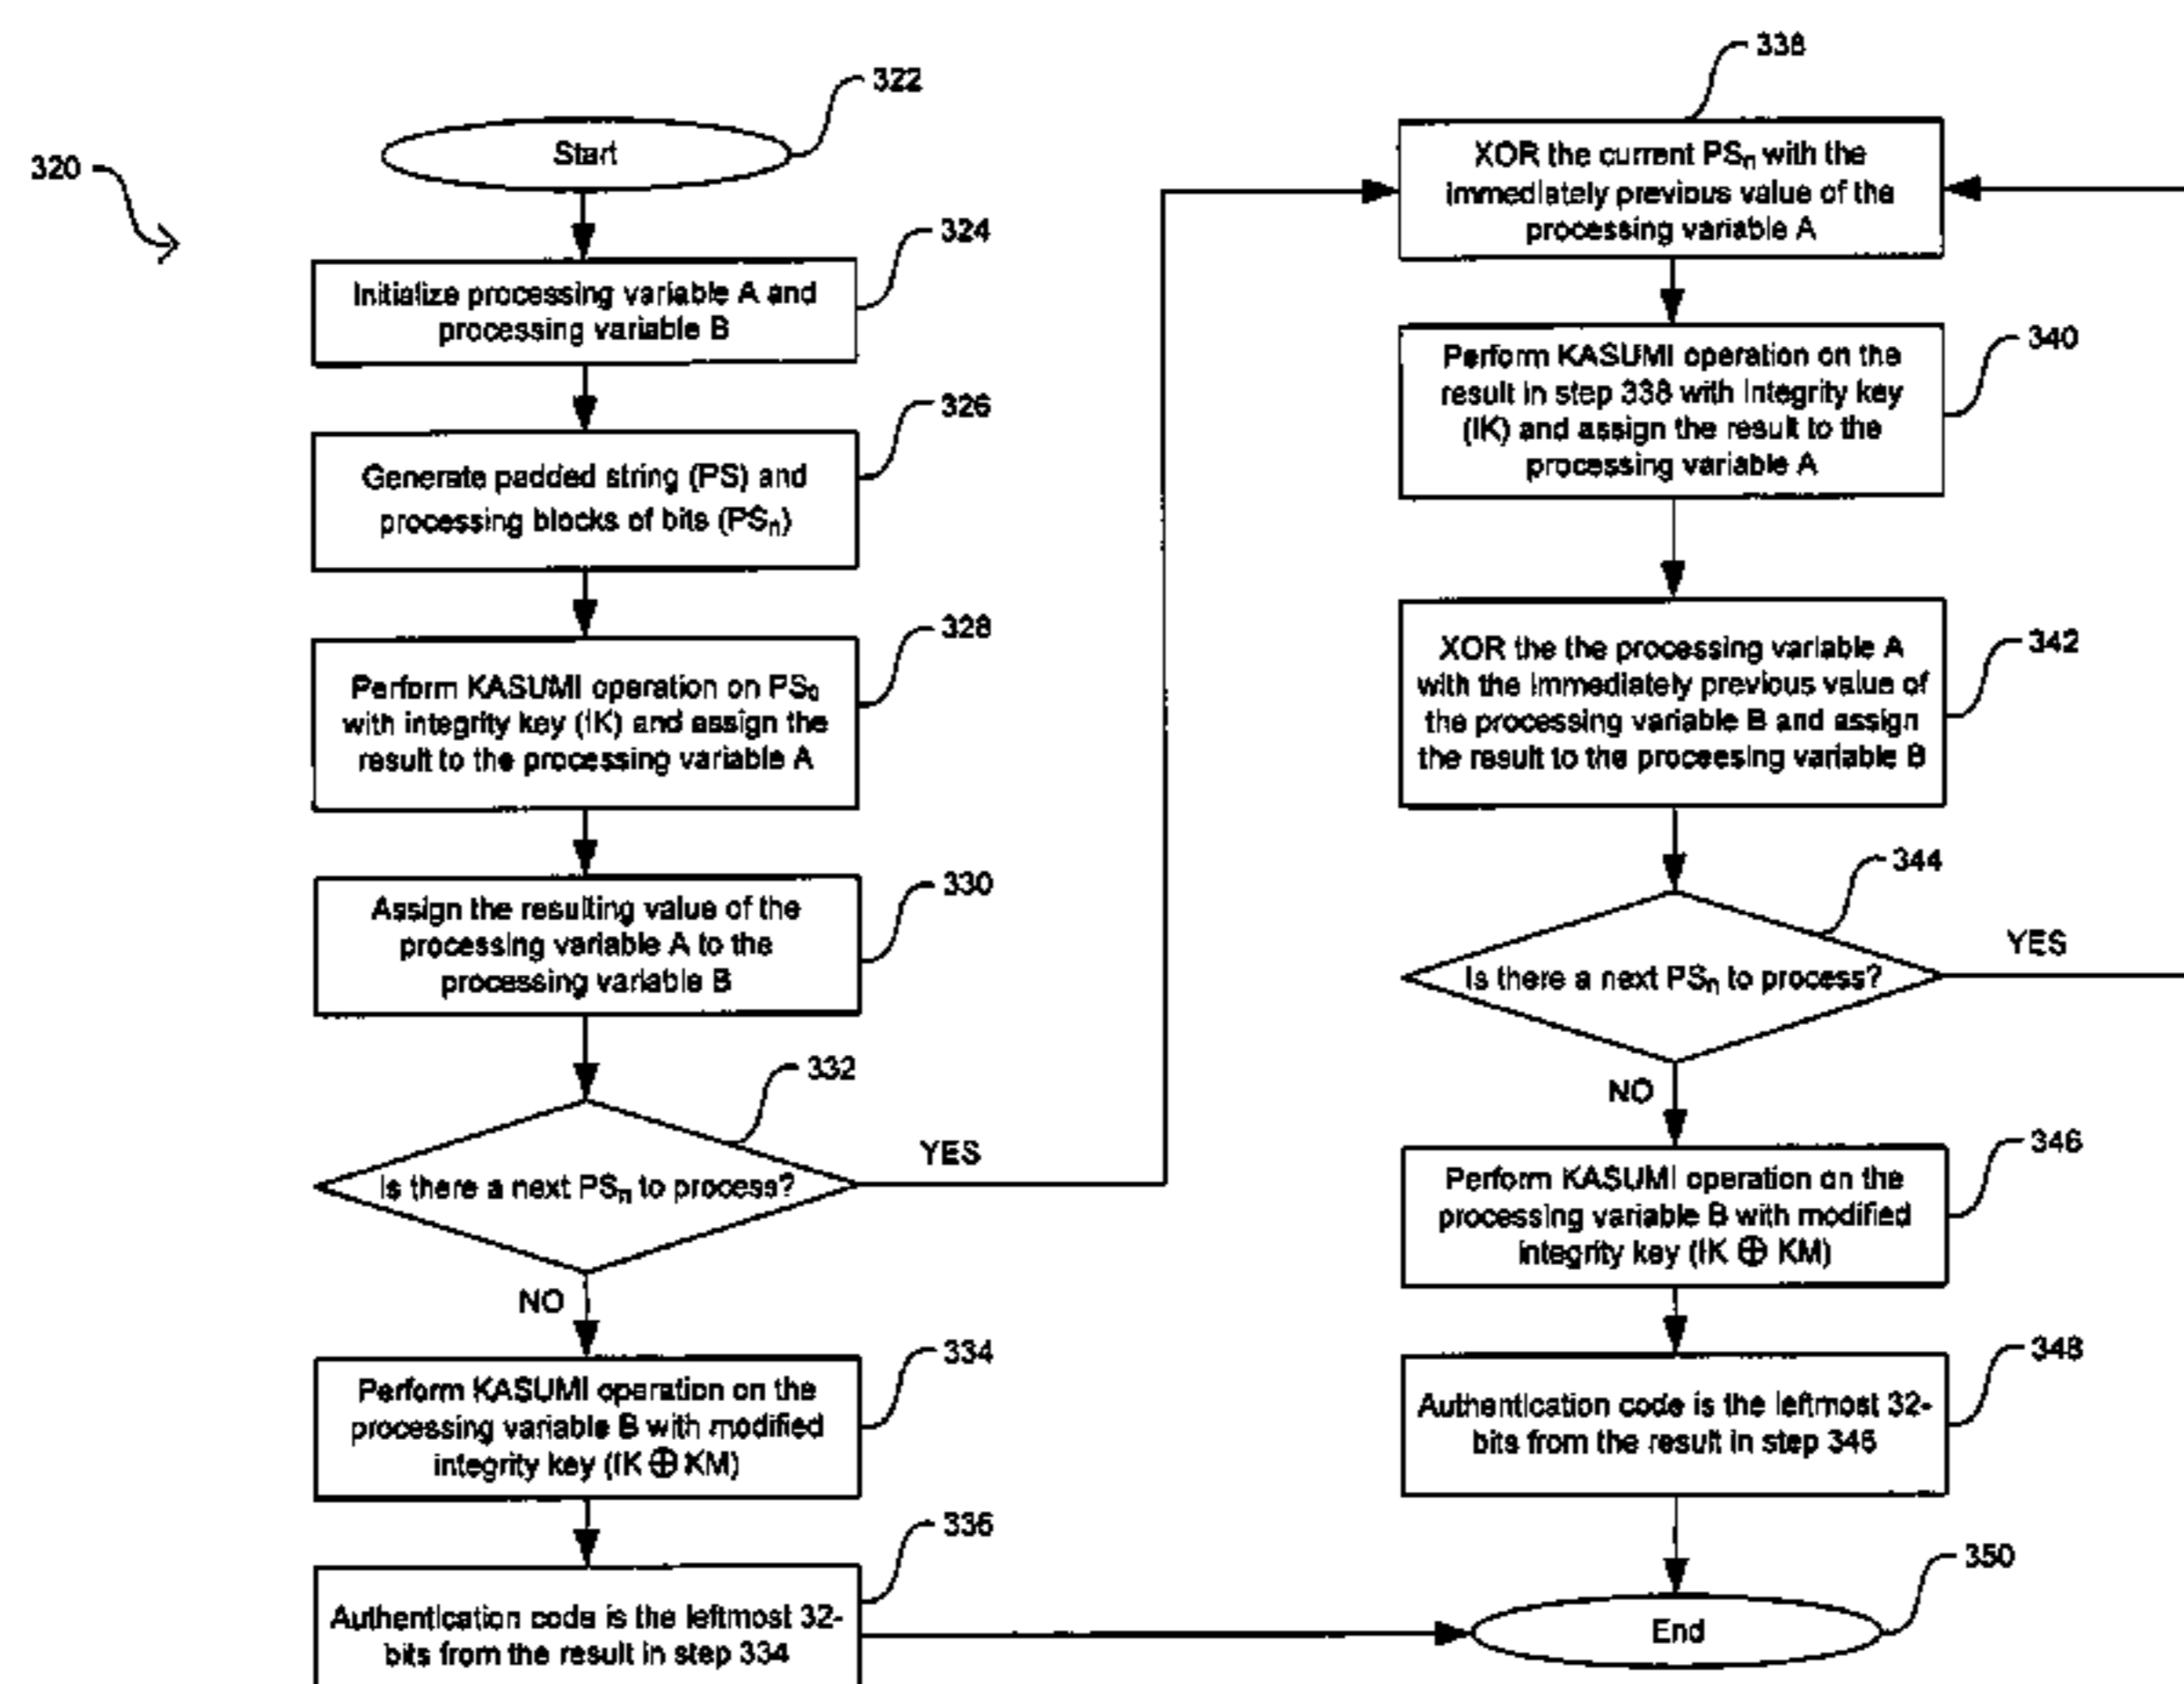 320
322
Start
324
Initialize processing variable A and
processing variable B
326
Generate padded string (PS) and
processing blocks of bits (PSn)
328
Perform KASUMI operation on PS0
with integrity key (IK) and assign the
result to the processing variable A
330
Assign the resulting value of the
processing variable A to the
processing variable B
332
Is there a next PSn to process?
YES
NO
334
Perform KASUMI operation on the
processing variable B with modified
integrity key (IK ⊕ KM)
336
Authentication code is the leftmost 32-
bits from the result in step 334
338
XOR the current PSn with the
immediately previous value of the
processing variable A
340
Perform KASUMI operation on the
result in step 338 with Integrity key
(IK) and assign the result to the
processing variable A
342
XOR the the processing variable A
with the immediately previous value of
the processing variable B and assign
the result to the proceesing variable B
344
Is there a next PSn to process?
YES
NO
346
Perform KASUMI operation on the
processing variable B with modified
integrity key (IK ⊕ KM)
348
Authentication code is the leftmost 32-
bits from the result in step 346
350
End